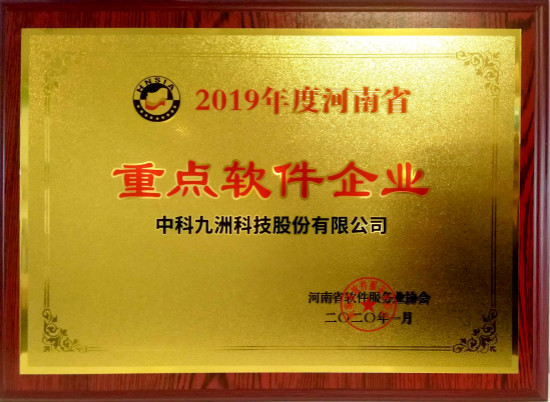 HNSIA
2019年度河南省
重点软件企业
中科九洲科技股份有限公司
河南省软件服务业协会
二〇二〇年一月